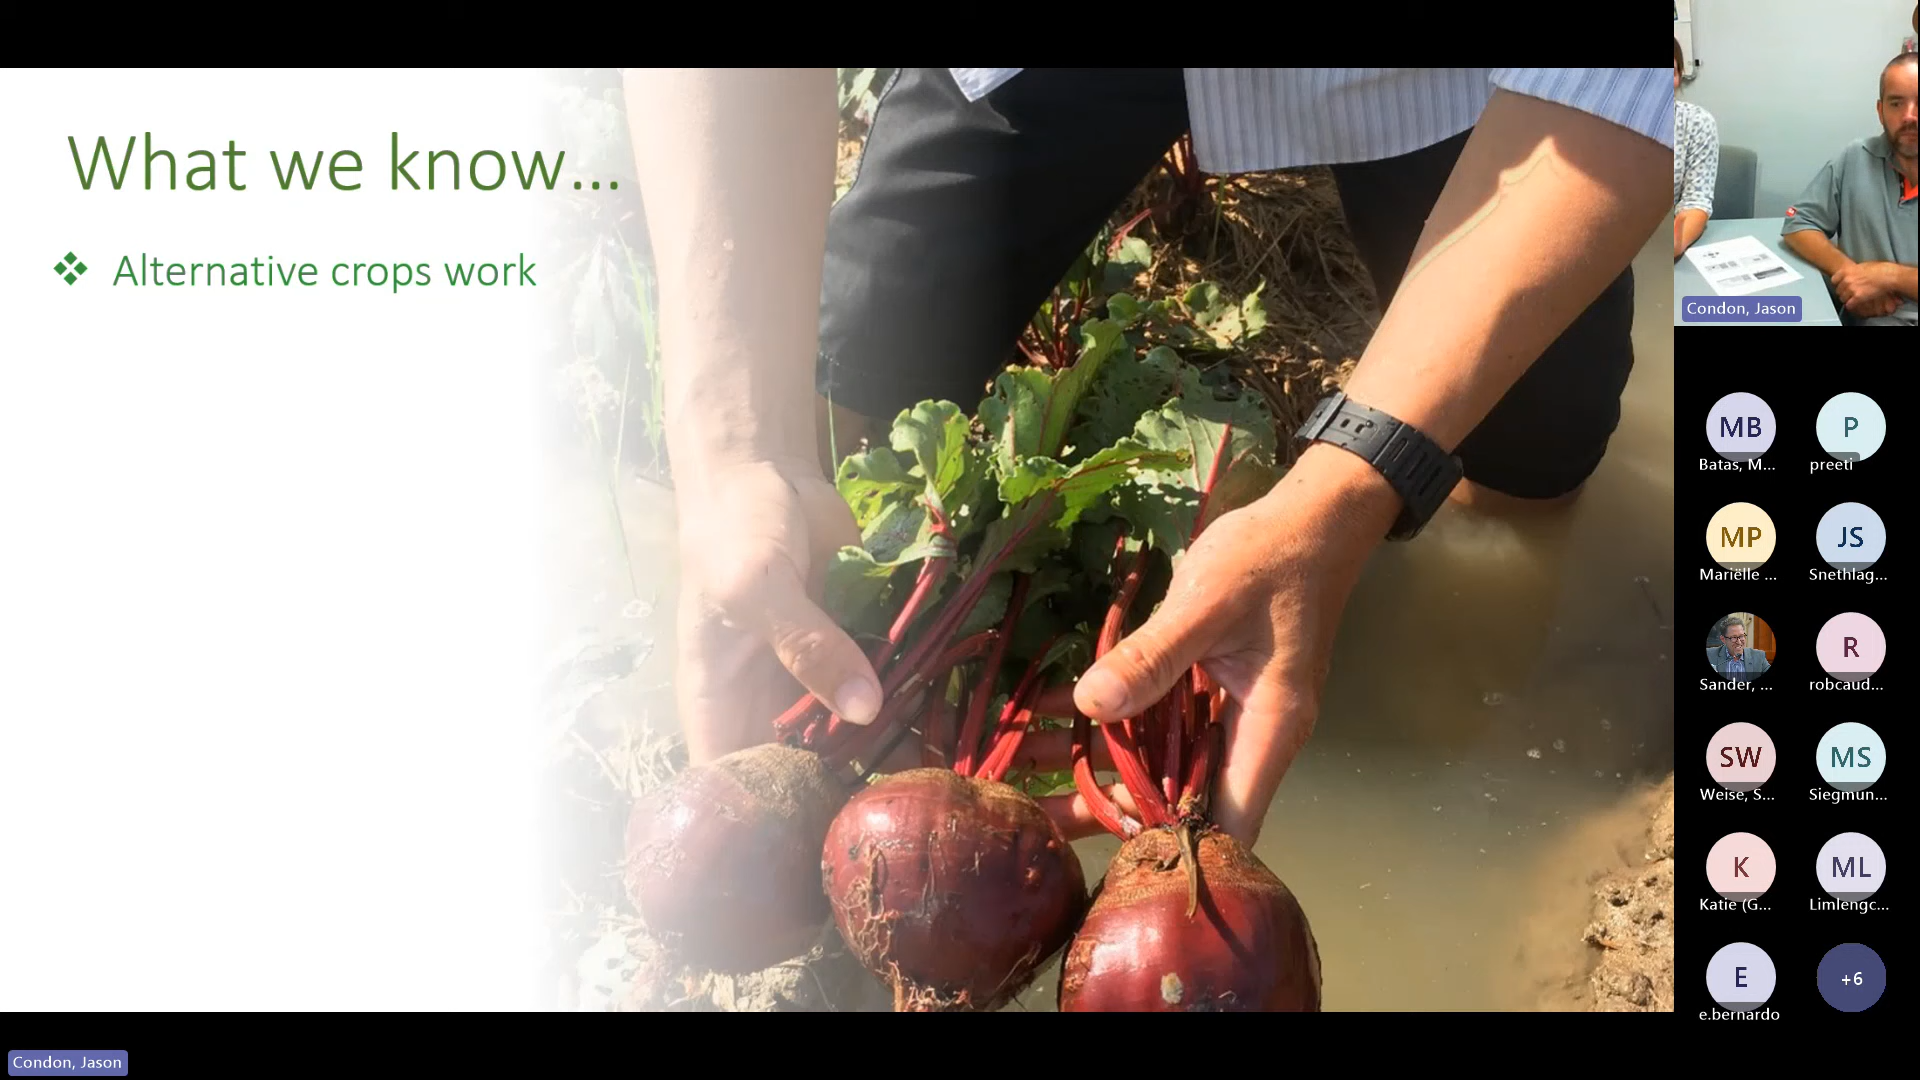 What we know...
❖ Alternative crops work
Condon, Jason
MB
P
Batas, M...
preeti
MP
JS
Mariëlle ...
Snethlag...
Sander, ...
R
robcaud...
SW
MS
Weise, S...
Siegmun...
K
ML
Katie (G...
Limlengc...
E
+6
e.bernardo
Condon, Jason